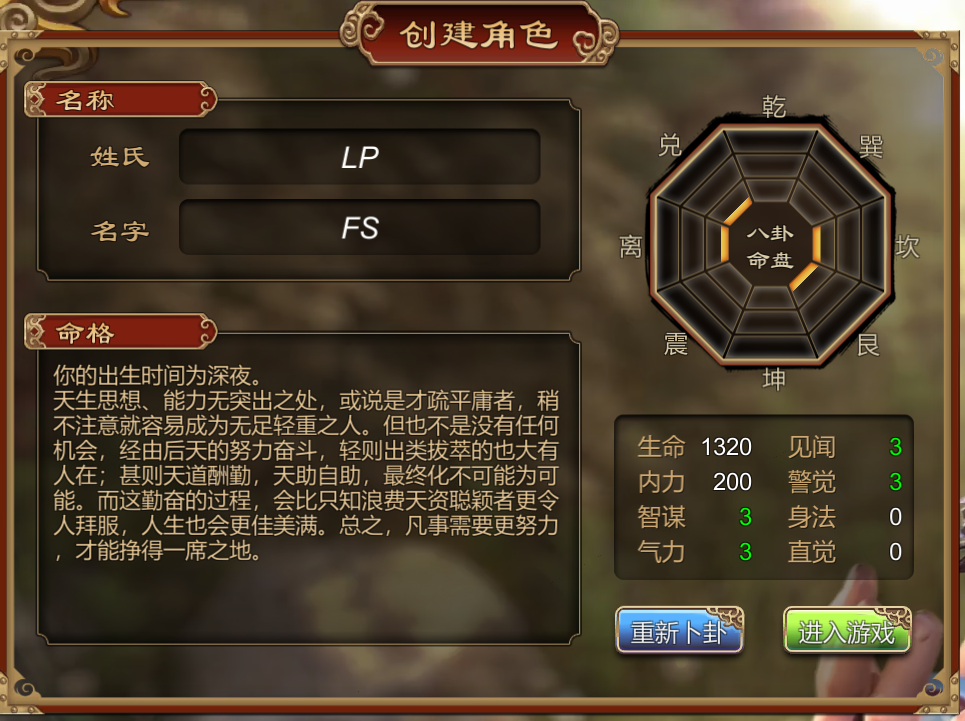 创建角色
名称
姓氏
LP
名字
FS
命格
你的出生时间为深夜。
天生思想、能力无突出之处，或说是才疏平庸者，稍
不注意就容易成为无足轻重之人。但也不是没有任何
机会，经由后天的努力奋斗，轻则出类拔萃的也大有
人在；甚则天道酬勤，天助自助，最终化不可能为可
能。而这勤奋的过程，会比只知浪费天资聪颖者更令
人拜服，人生也会更佳美满。总之，凡事需要更努力
，才能挣得一席之地。
乾
兑
巽
离
八卦
命盘
坎
震
艮
坤
生命 1320 见闻 3
内力 200 警觉 3
智谋 3 身法 0
气力 3 直觉 0
重新卜卦
进入游戏